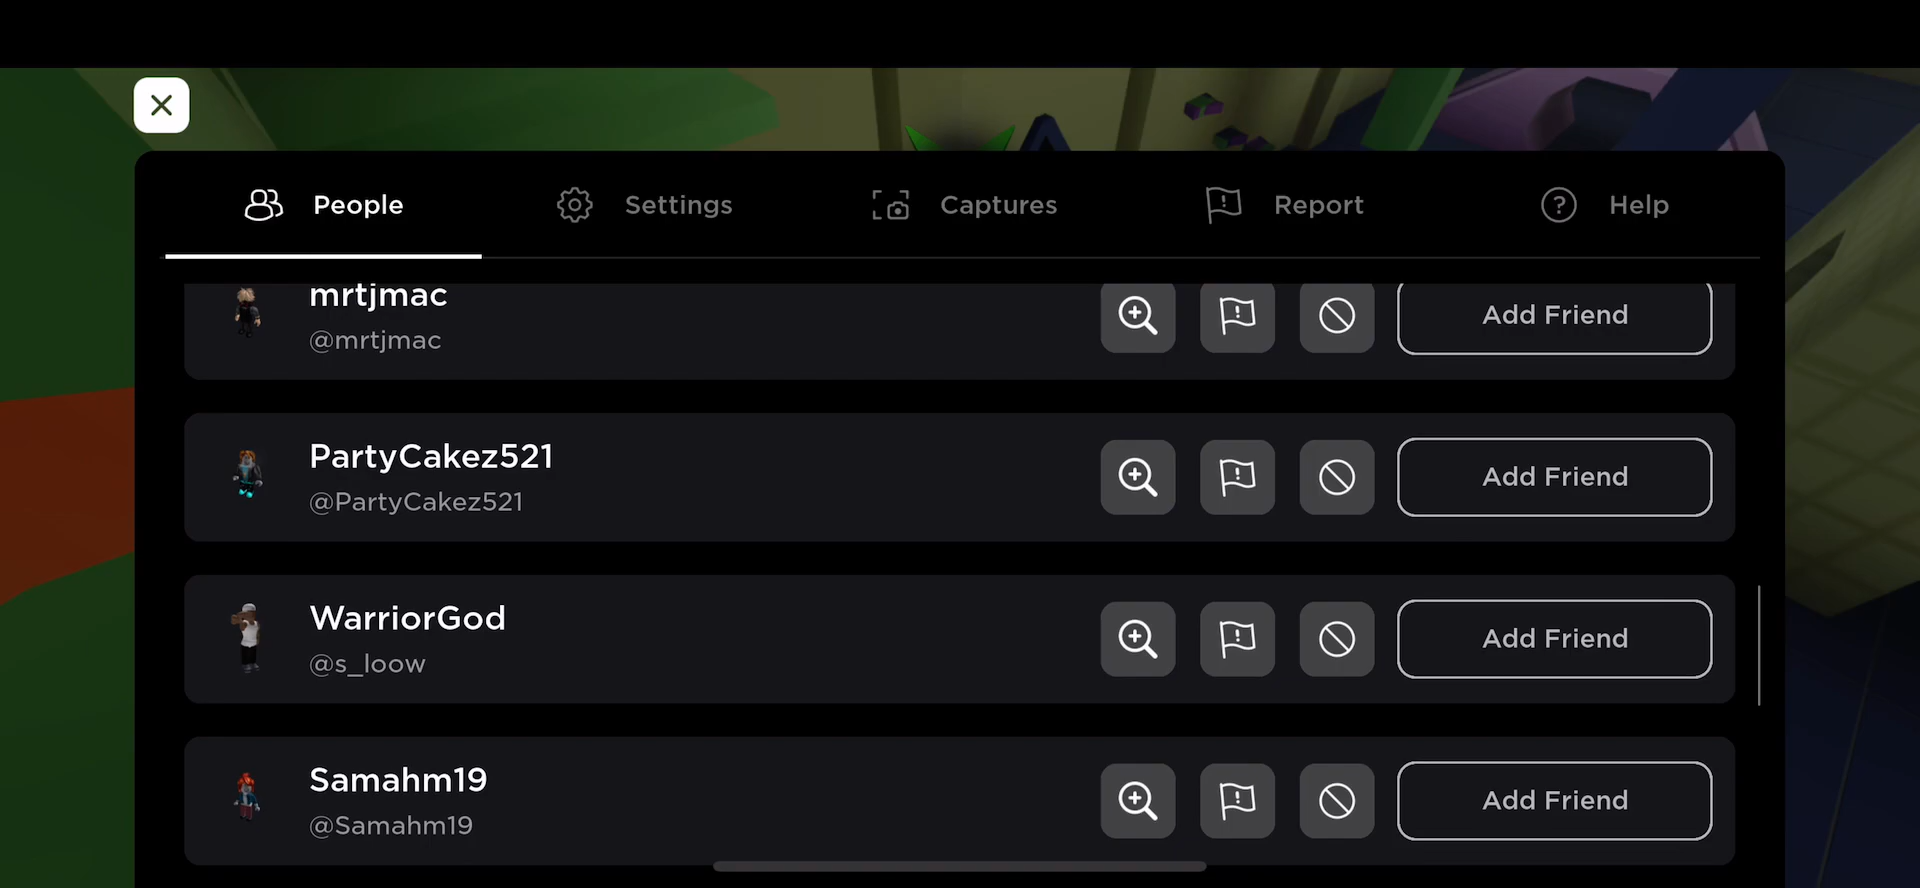 People
Settings
Captures
Report
Help
mrtjmac
@mrtjmac
Add Friend
PartyCakez521
@PartyCakez521
Add Friend
WarriorGod
@s_loow
Add Friend
Samahm19
@Samahm19
Add Friend